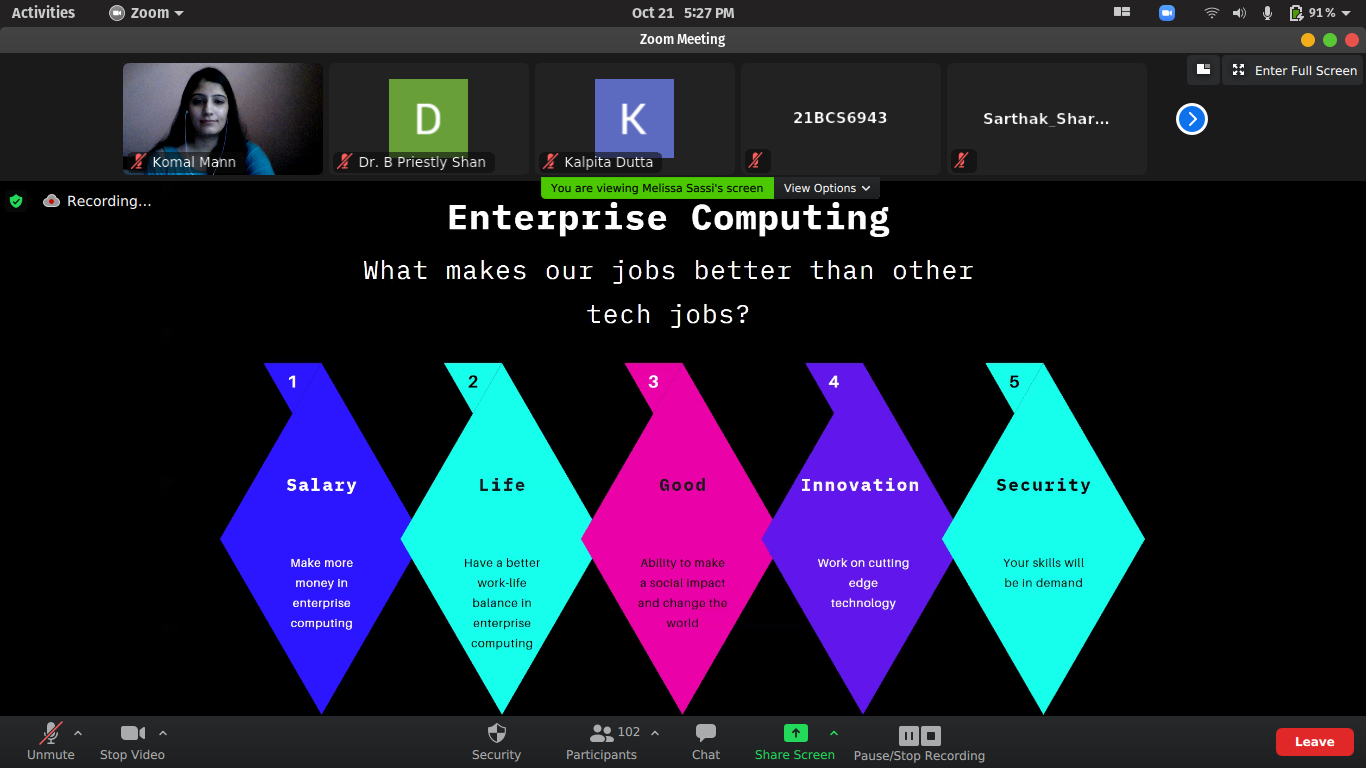 Activities
Zoom
Oct 21 5:27 PM
91 %
Zoom Meeting
Enter Full Screen
Komal Mann
D
Dr. B Priestly Shan
K
Kalpita Dutta
21BCS6943
Sarthak_Shar...
You are viewing Melissa Sassi's screen
View Options
Recording...
Enterprise Computing
What makes our jobs better than other
tech jobs?
1
Salary
Make more
money in
enterprise
computing
2
Life
Have a better
work-life
balance in
enterprise
computing
3
Good
Ability to make
a social impact
and change the
world
4
Innovation
Work on cutting
edge
technology
5
Security
Your skills will
be in demand
Unmute
Stop Video
Security
Participants
102
Chat
Share Screen
Pause/Stop Recording
Leave